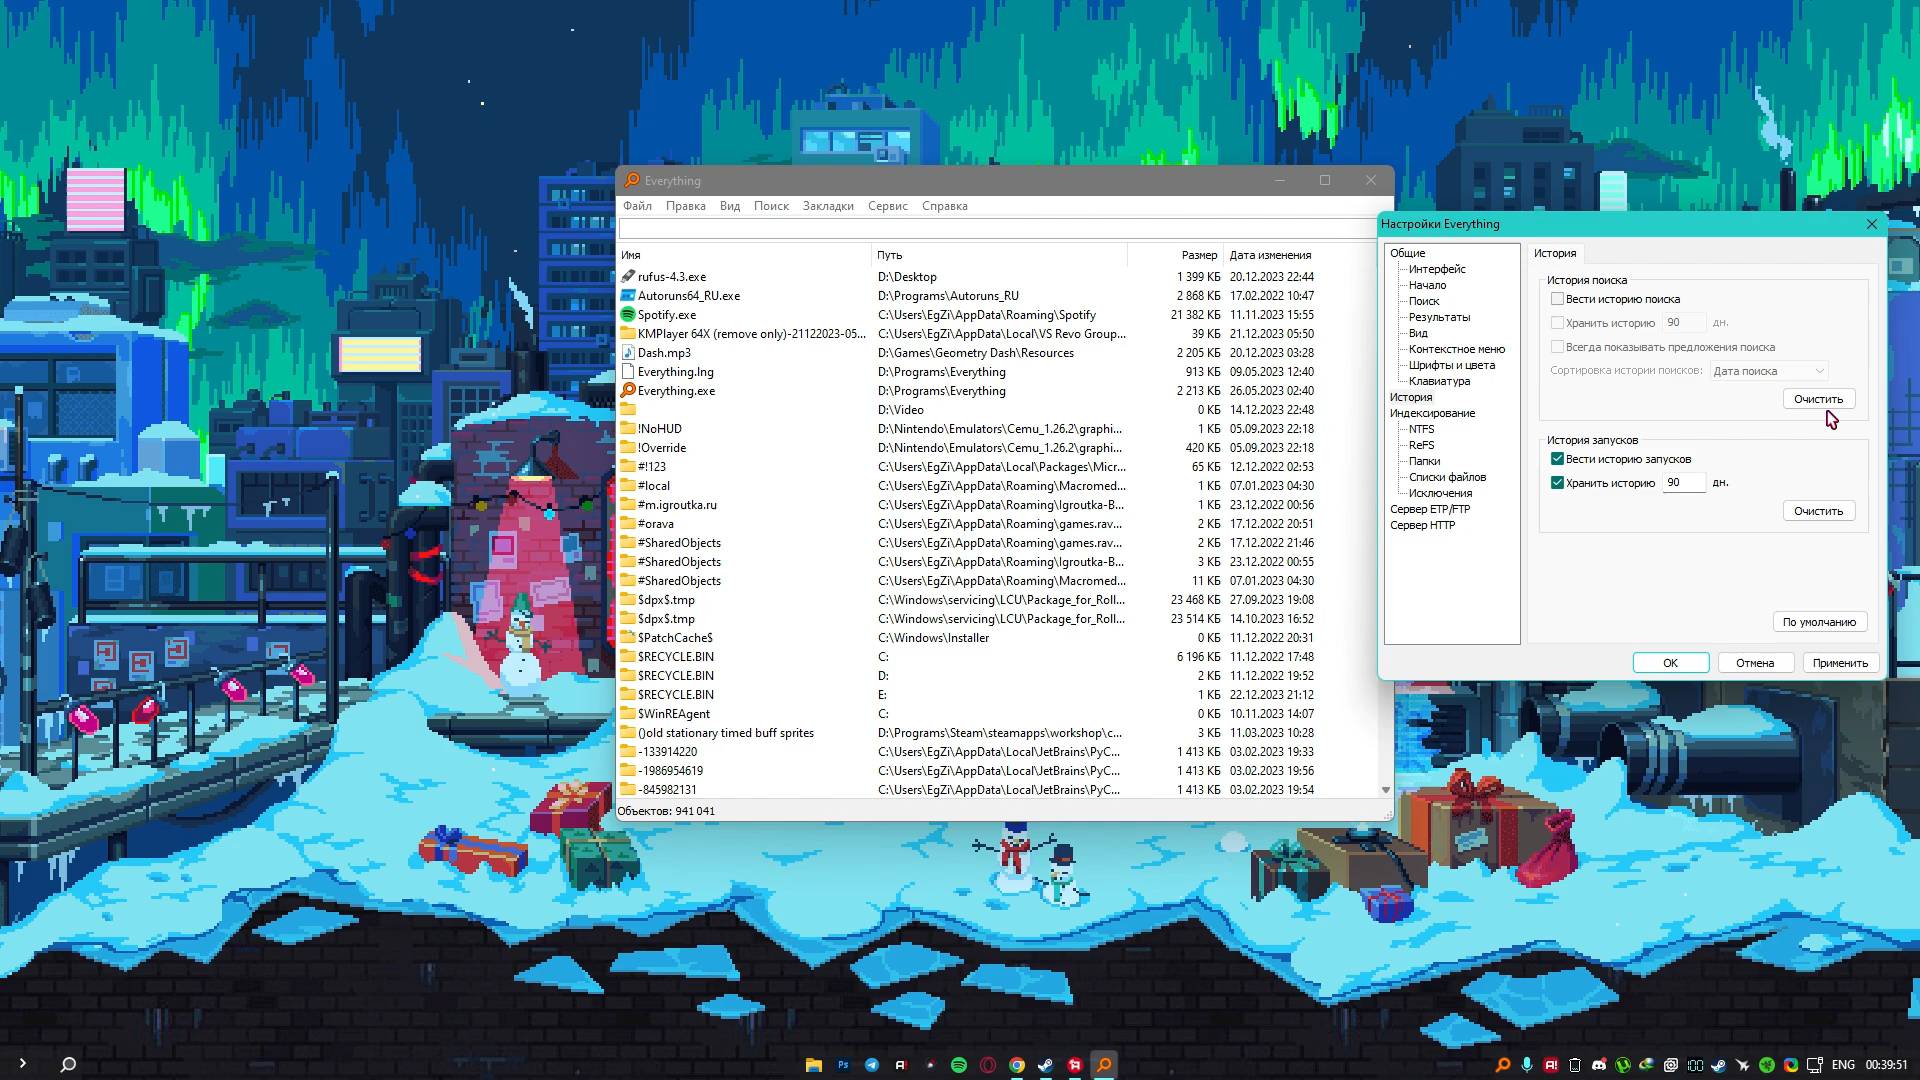 Everything
Файл Правка Вид Поиск Закладки Сервис Справка
Имя Путь Размер Дата изменения
rufus-4.3.exe D:\Desktop 1 399 КБ 20.12.2023 22:44
Autoruns64_RU.exe D:\Programs\Autoruns_RU 2 868 КБ 17.02.2022 10:47
Spotify.exe C:\Users\EgZi\AppData\Roaming\Spotify 21 382 КБ 11.11.2023 15:55
KMPlayer 64X (remove only)-21122023-05... C:\Users\EgZi\AppData\Local\VS Revo Group... 39 КБ 21.12.2023 05:50
Dash.mp3 D:\Games\Geometry Dash\Resources 2 205 КБ 20.12.2023 03:28
Everything.lng D:\Programs\Everything 913 КБ 09.05.2023 12:40
Everything.exe D:\Programs\Everything 2 213 КБ 26.05.2023 02:40
D:\Video 0 КБ 14.12.2023 22:48
!NoHUD D:\Nintendo\Emulators\Cemu_1.26.2\graphi... 1 КБ 05.09.2023 22:18
!Override D:\Nintendo\Emulators\Cemu_1.26.2\graphi... 420 КБ 05.09.2023 22:18
#!123 C:\Users\EgZi\AppData\Local\Packages\Micr... 65 КБ 12.12.2022 02:53
#local C:\Users\EgZi\AppData\Roaming\Macromed... 1 КБ 07.01.2023 04:30
#m.igroutka.ru C:\Users\EgZi\AppData\Roaming\Igroutka-B... 1 КБ 23.12.2022 00:56
#orava C:\Users\EgZi\AppData\Roaming\games.rav... 2 КБ 17.12.2022 20:51
#SharedObjects C:\Users\EgZi\AppData\Roaming\games.rav... 2 КБ 17.12.2022 21:46
#SharedObjects C:\Users\EgZi\AppData\Roaming\Igroutka-B... 3 КБ 23.12.2022 00:55
#SharedObjects C:\Users\EgZi\AppData\Roaming\Macromed... 11 КБ 07.01.2023 04:30
$dpx$.tmp C:\Windows\servicing\LCU\Package_for_Roll... 23 468 КБ 27.09.2023 19:08
$dpx$.tmp C:\Windows\servicing\LCU\Package_for_Roll... 23 514 КБ 14.10.2023 16:52
$PatchCache$ C:\Windows\Installer 0 КБ 11.12.2022 20:31
$RECYCLE.BIN C: 6 196 КБ 11.12.2022 17:48
$RECYCLE.BIN D: 2 КБ 11.12.2022 19:52
$RECYCLE.BIN E: 1 КБ 22.12.2023 21:12
$WinREAgent C: 0 КБ 10.11.2023 14:07
()old stationary timed buff sprites D:\Programs\Steam\steamapps\workshop\c... 3 КБ 11.03.2023 10:28
-133914220 C:\Users\EgZi\AppData\Local\JetBrains\PyC... 1 413 КБ 03.02.2023 19:33
-1986954619 C:\Users\EgZi\AppData\Local\JetBrains\PyC... 1 413 КБ 03.02.2023 19:56
-845982131 C:\Users\EgZi\AppData\Local\JetBrains\PyC... 1 413 КБ 03.02.2023 19:54
Объектов: 941 041
Настройки Everything
Общие
Интерфейс
Начало
Поиск
Результаты
Вид
Контекстное меню
Шрифты и цвета
Клавиатура
История
Индексирование
NTFS
ReFS
Папки
Списки файлов
Исключения
Сервер ETP/FTP
Сервер HTTP
История
История поиска
Вести историю поиска
Хранить историю 90 дн.
Всегда показывать предложения поиска
Сортировка истории поисков: Дата поиска
Очистить
История запусков
Вести историю запусков
Хранить историю 90 дн.
Очистить
По умолчанию
ОК Отмена Применить
Ps
A!
A!
100
ENG 00:39:51